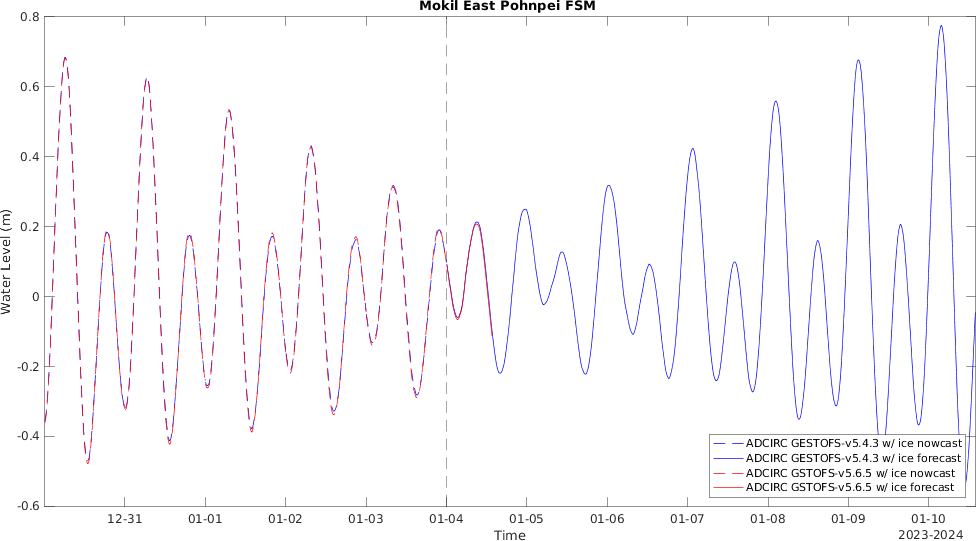 Mokil East Pohnpei FSM
0.8
0.6
0.4
0.2
0
-0.2
-0.4
-0.6
Water Level (m)
ADCIRC GESTOFS-v5.4.3 w/ ice nowcast
ADCIRC GESTOFS-v5.4.3 w/ ice forecast
ADCIRC GSTOFS-v5.6.5 w/ ice nowcast
ADCIRC GSTOFS-v5.6.5 w/ ice forecast
12-31 01-01 01-02 01-03 01-04 01-05 01-06 01-07 01-08 01-09 01-10
Time
2023-2024